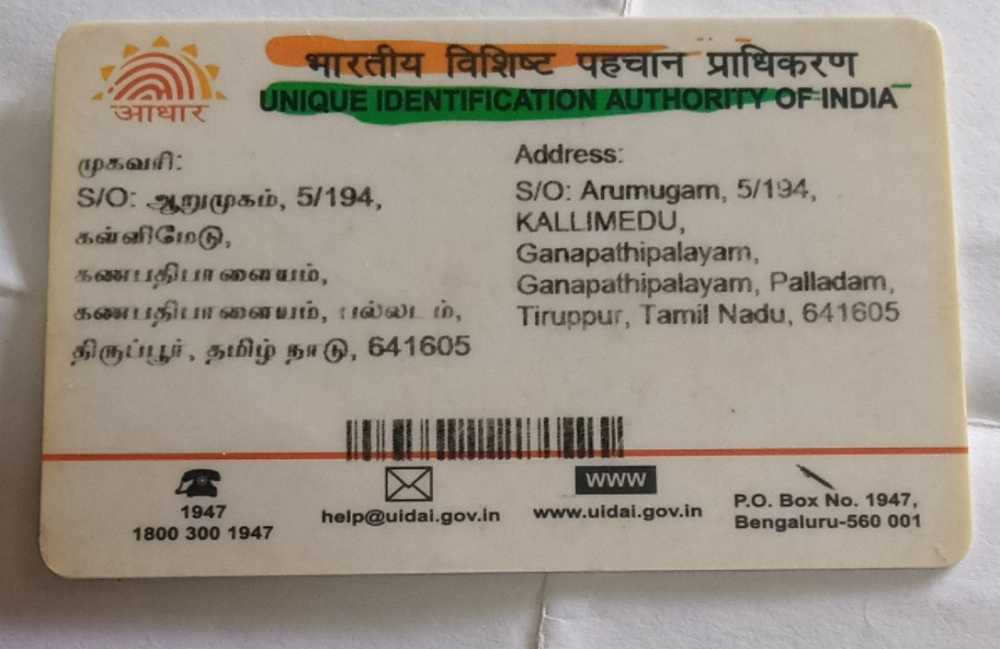 भारतीय विशिष्ट पहचान प्राधिकरण
UNIQUE IDENTIFICATION AUTHORITY OF INDIA
आधार
முகவரி:
S/O: ஆறுமுகம், 5/194,
கள்ளிமேடு,
கணபதிபாளையம்,
கணபதிபாளையம், பல்லடம்,
திருப்பூர், தமிழ் நாடு, 641605
Address:
S/O: Arumugam, 5/194,
KALLIMEDU,
Ganapathipalayam,
Ganapathipalayam, Palladam,
Tiruppur, Tamil Nadu, 641605
1947
1800 300 1947
help@uidai.gov.in
www
www.uidai.gov.in
P.O. Box No. 1947,
Bengaluru-560 001